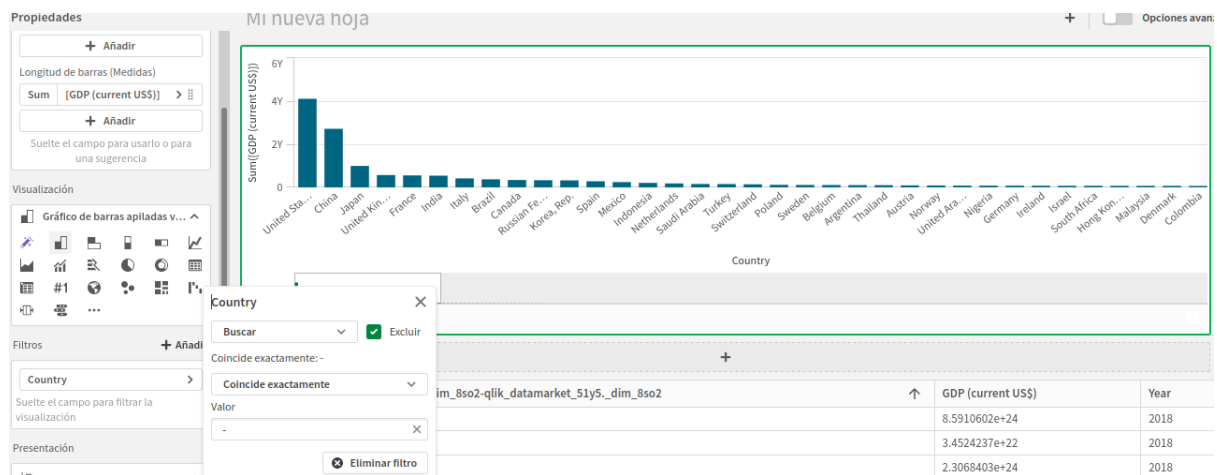 Propiedades
Mi nueva hoja
+ Opciones avan
+ Añadir
Longitud de barras (Medidas)
Sum [GDP (current US$)]
+ Añadir
Suelte el campo para usarlo o para
una sugerencia
Visualización
Gráfico de barras apiladas v...
#1
Filtros
+ Añadi
Country
Suelte el campo para filtrar la
visualización
Presentación
Sum([GDP (current US$)])
6Y
4Y
2Y
0
United Sta...
China
Japan
United Kin...
France
India
Italy
Brazil
Canada
Russian Fe...
Korea, Rep.
Spain
Mexico
Indonesia
Netherlands
Saudi Arabia
Turkey
Switzerland
Poland
Sweden
Belgium
Argentina
Thailand
Austria
Norway
United Ara...
Nigeria
Germany
Ireland
Israel
South Africa
Hong Kon...
Malaysia
Denmark
Colombia
Country
Country
Buscar
Excluir
Coincide exactamente: -
Coincide exactamente
Valor
-
Eliminar filtro
+
im_8so2-qlik_datamarket_51y5._dim_8so2 GDP (current US$) Year
8.5910602e+24 2018
3.4524237e+22 2018
2.3068403e+24 2018